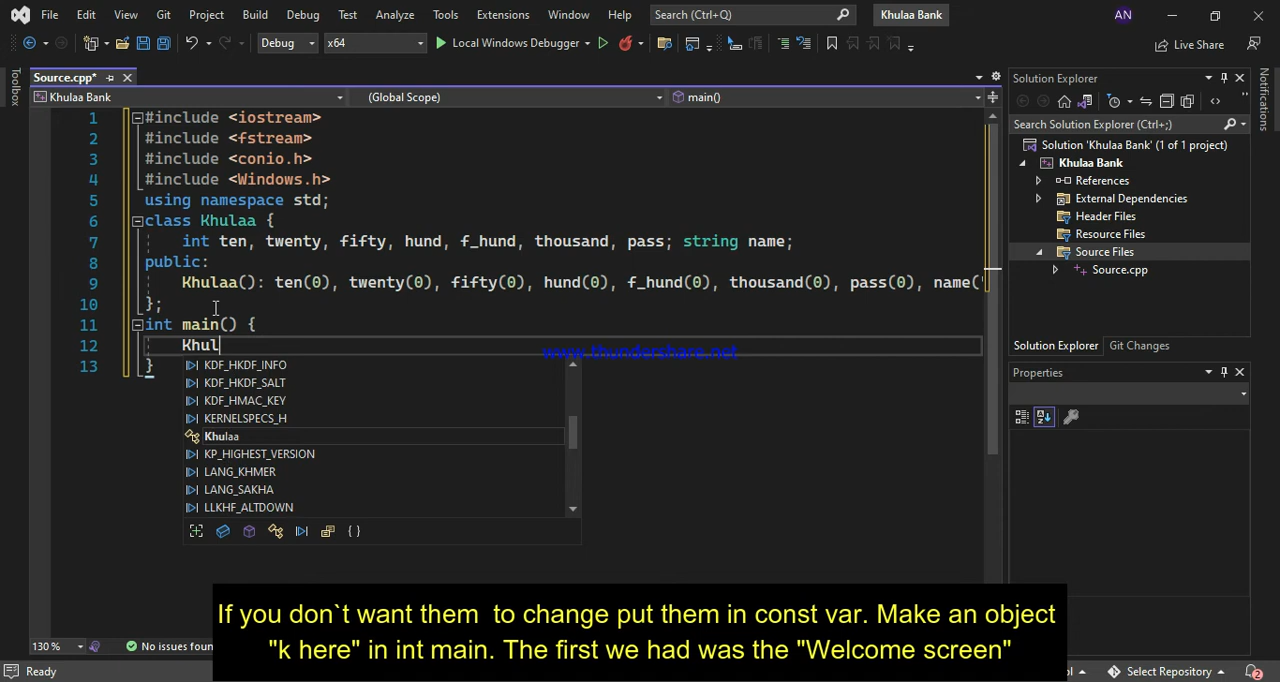 File Edit View Git Project Build Debug Test Analyze Tools Extensions Window Help Search (Ctrl+Q) Khulaa Bank AN
Debug x64 Local Windows Debugger Live Share
Toolbox
Source.cpp*
Khulaa Bank (Global Scope) main()
1 #include <iostream>
2 #include <fstream>
3 #include <conio.h>
4 #include <Windows.h>
5 using namespace std;
6 class Khulaa {
7 int ten, twenty, fifty, hund, f_hund, thousand, pass; string name;
8 public:
9 Khulaa(): ten(0), twenty(0), fifty(0), hund(0), f_hund(0), thousand(0), pass(0), name(
10 };
11 int main() {
12 Khul
13 }
www.thundershare.net
KDF_HKDF_INFO
KDF_HKDF_SALT
KDF_HMAC_KEY
KERNELSPECS_H
Khulaa
KP_HIGHEST_VERSION
LANG_KHMER
LANG_SAKHA
LLKHF_ALTDOWN
{ }
Solution Explorer
Search Solution Explorer (Ctrl+;)
Solution 'Khulaa Bank' (1 of 1 project)
Khulaa Bank
References
External Dependencies
Header Files
Resource Files
Source Files
Source.cpp
Solution Explorer Git Changes
Properties
Notifications
If you don`t want them to change put them in const var. Make an object
"k here" in int main. The first we had was the "Welcome screen"
130 % No issues foun
Ready Select Repository 2